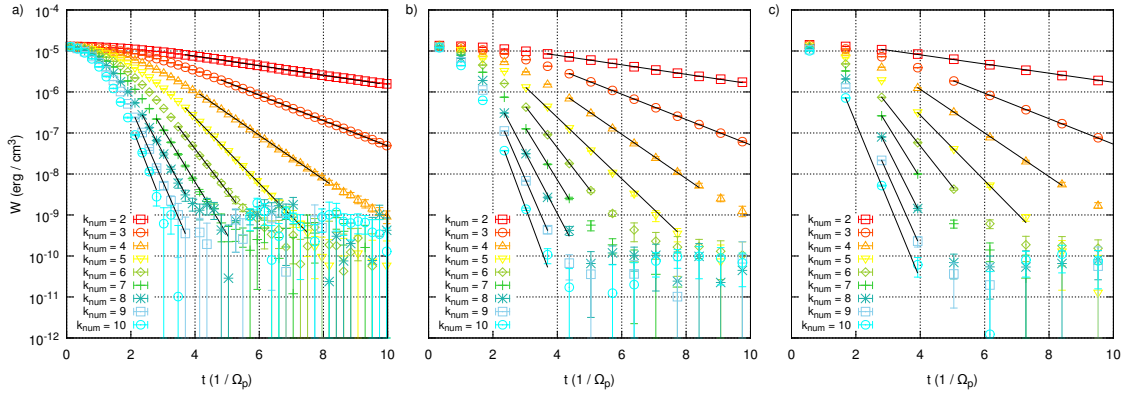 a)
W (erg / cm³)
10⁻⁵
10⁻⁶
10⁻⁷
10⁻⁸
10⁻⁹
10⁻¹⁰
10⁻¹¹
10⁻¹²
k_num = 2
k_num = 3
k_num = 4
k_num = 5
k_num = 6
k_num = 7
k_num = 8
k_num = 9
k_num = 10
0 2 4 6 8 10
t (1 / Ω_p)
b)
k_num = 2
k_num = 3
k_num = 4
k_num = 5
k_num = 6
k_num = 7
k_num = 8
k_num = 9
k_num = 10
0 2 4 6 8 10
t (1 / Ω_p)
c)
k_num = 2
k_num = 3
k_num = 4
k_num = 5
k_num = 6
k_num = 7
k_num = 8
k_num = 9
k_num = 10
0 2 4 6 8 10
t (1 / Ω_p)